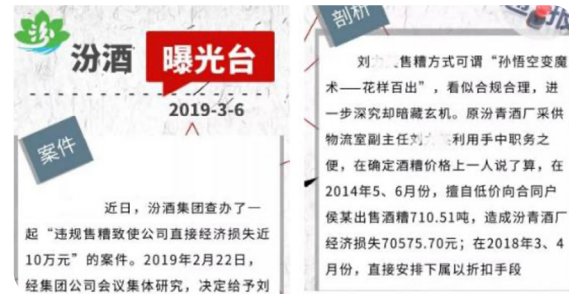 汾酒
曝光台
2019-3-6
案件
近日，汾酒集团查办了一
起“违规售糟致使公司直接经济损失近
10万元”的案件。2019年2月22日，
经集团公司会议集体研究，决定给予刘
剖析
刘 售糟方式可谓“孙悟空变魔
术——花样百出”，看似合规合理，进
一步深究却暗藏玄机。原汾青酒厂采供
物流室副主任刘 利用手中职务之
便，在确定酒糟价格上一人说了算，在
2014年5、6月份，擅自低价向合同户
侯某出售酒糟710.51吨，造成汾青酒厂
经济损失70575.70元；在2018年3、4
月份，直接安排下属以折扣手段